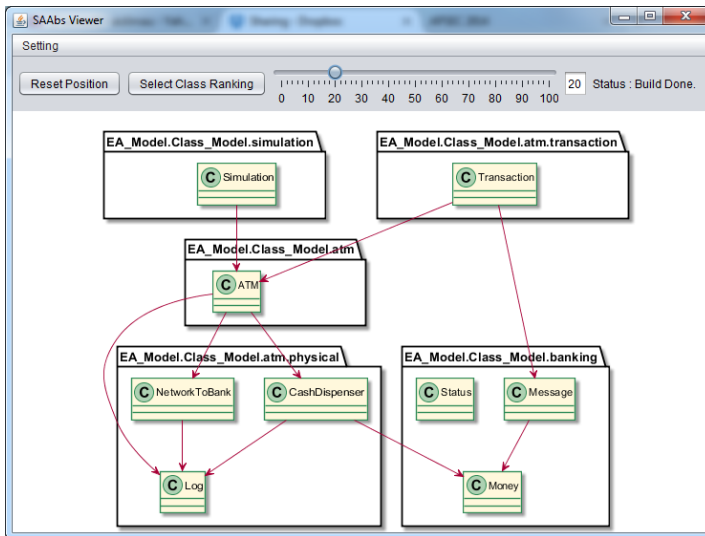 SAAbs Viewer
Setting
Reset Position
Select Class Ranking
0 10 20 30 40 50 60 70 80 90 100
20
Status : Build Done.
EA_Model.Class_Model.simulation
C Simulation
EA_Model.Class_Model.atm.transaction
C Transaction
EA_Model.Class_Model.atm
C ATM
EA_Model.Class_Model.atm.physical
C NetworkToBank
C CashDispenser
C Log
EA_Model.Class_Model.banking
C Status
C Message
C Money